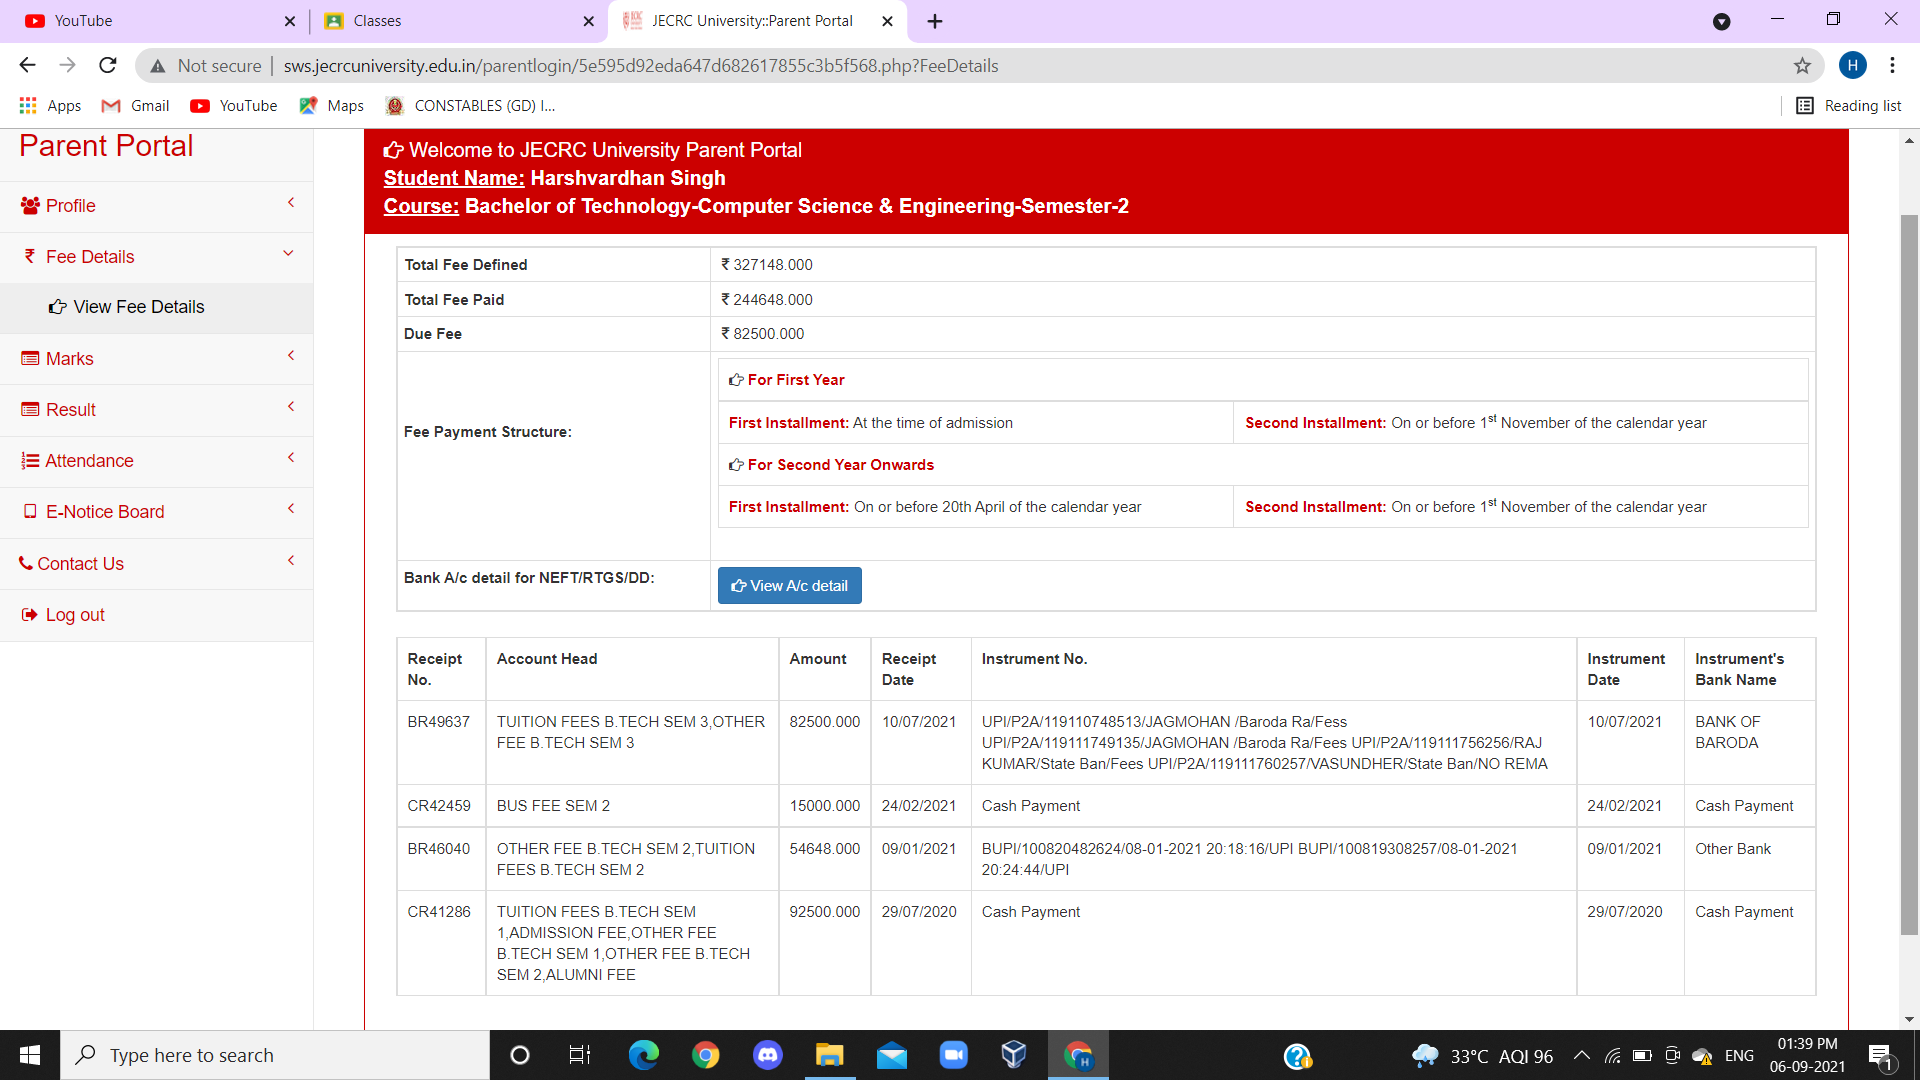 YouTube
Classes
JECRC University::Parent Portal
Not secure
sws.jecrcuniversity.edu.in/parentlogin/5e595d92eda647d682617855c3b5f568.php?FeeDetails
H
Apps
Gmail
YouTube
Maps
CONSTABLES (GD) I...
Reading list
Parent Portal
Profile
₹ Fee Details
View Fee Details
Marks
Result
Attendance
E-Notice Board
Contact Us
Log out
Welcome to JECRC University Parent Portal
Student Name: Harshvardhan Singh
Course: Bachelor of Technology-Computer Science & Engineering-Semester-2
Total Fee Defined ₹ 327148.000
Total Fee Paid ₹ 244648.000
Due Fee ₹ 82500.000
Fee Payment Structure:
For First Year
First Installment: At the time of admission Second Installment: On or before 1st November of the calendar year
For Second Year Onwards
First Installment: On or before 20th April of the calendar year Second Installment: On or before 1st November of the calendar year
Bank A/c detail for NEFT/RTGS/DD: View A/c detail
Receipt No. Account Head Amount Receipt Date Instrument No. Instrument Date Instrument's Bank Name
BR49637 TUITION FEES B.TECH SEM 3,OTHER FEE B.TECH SEM 3 82500.000 10/07/2021 UPI/P2A/119110748513/JAGMOHAN /Baroda Ra/Fess UPI/P2A/119111749135/JAGMOHAN /Baroda Ra/Fees UPI/P2A/119111756256/RAJ KUMAR/State Ban/Fees UPI/P2A/119111760257/VASUNDHER/State Ban/NO REMA 10/07/2021 BANK OF BARODA
CR42459 BUS FEE SEM 2 15000.000 24/02/2021 Cash Payment 24/02/2021 Cash Payment
BR46040 OTHER FEE B.TECH SEM 2,TUITION FEES B.TECH SEM 2 54648.000 09/01/2021 BUPI/100820482624/08-01-2021 20:18:16/UPI BUPI/100819308257/08-01-2021 20:24:44/UPI 09/01/2021 Other Bank
CR41286 TUITION FEES B.TECH SEM 1,ADMISSION FEE,OTHER FEE B.TECH SEM 1,OTHER FEE B.TECH SEM 2,ALUMNI FEE 92500.000 29/07/2020 Cash Payment 29/07/2020 Cash Payment
Type here to search
33°C AQI 96
ENG
01:39 PM
06-09-2021
1